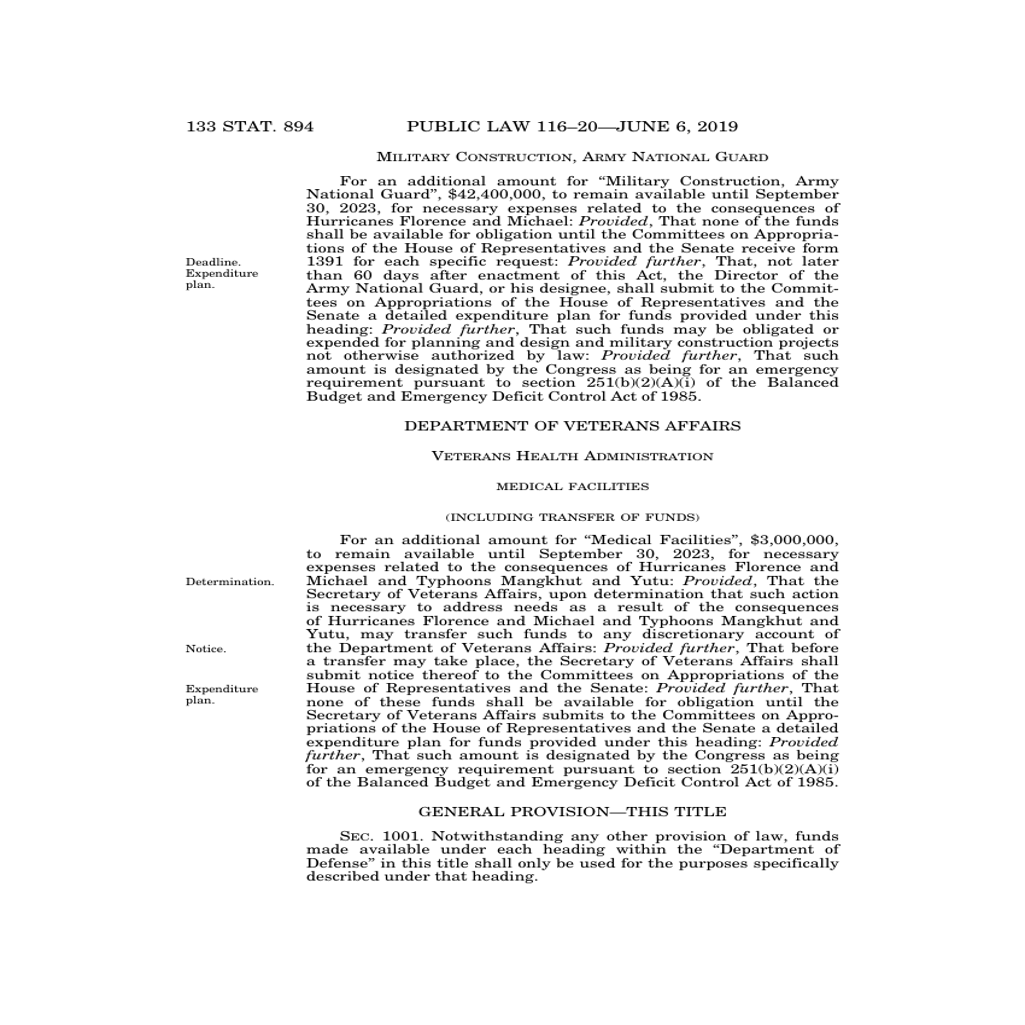 133 STAT. 894
PUBLIC LAW 116–20—JUNE 6, 2019
MILITARY CONSTRUCTION, ARMY NATIONAL GUARD
For an additional amount for “Military Construction, Army
National Guard”, $42,400,000, to remain available until September
30, 2023, for necessary expenses related to the consequences of
Hurricanes Florence and Michael: Provided, That none of the funds
shall be available for obligation until the Committees on Appropria-
tions of the House of Representatives and the Senate receive form
Deadline.
Expenditure
plan.
1391 for each specific request: Provided further, That, not later
than 60 days after enactment of this Act, the Director of the
Army National Guard, or his designee, shall submit to the Commit-
tees on Appropriations of the House of Representatives and the
Senate a detailed expenditure plan for funds provided under this
heading: Provided further, That such funds may be obligated or
expended for planning and design and military construction projects
not otherwise authorized by law: Provided further, That such
amount is designated by the Congress as being for an emergency
requirement pursuant to section 251(b)(2)(A)(i) of the Balanced
Budget and Emergency Deficit Control Act of 1985.
DEPARTMENT OF VETERANS AFFAIRS
VETERANS HEALTH ADMINISTRATION
MEDICAL FACILITIES
(INCLUDING TRANSFER OF FUNDS)
For an additional amount for “Medical Facilities”, $3,000,000,
to remain available until September 30, 2023, for necessary
expenses related to the consequences of Hurricanes Florence and
Determination.
Michael and Typhoons Mangkhut and Yutu: Provided, That the
Secretary of Veterans Affairs, upon determination that such action
is necessary to address needs as a result of the consequences
of Hurricanes Florence and Michael and Typhoons Mangkhut and
Yutu, may transfer such funds to any discretionary account of
Notice.
the Department of Veterans Affairs: Provided further, That before
a transfer may take place, the Secretary of Veterans Affairs shall
submit notice thereof to the Committees on Appropriations of the
Expenditure
plan.
House of Representatives and the Senate: Provided further, That
none of these funds shall be available for obligation until the
Secretary of Veterans Affairs submits to the Committees on Appro-
priations of the House of Representatives and the Senate a detailed
expenditure plan for funds provided under this heading: Provided
further, That such amount is designated by the Congress as being
for an emergency requirement pursuant to section 251(b)(2)(A)(i)
of the Balanced Budget and Emergency Deficit Control Act of 1985.
GENERAL PROVISION—THIS TITLE
SEC. 1001. Notwithstanding any other provision of law, funds
made available under each heading within the “Department of
Defense” in this title shall only be used for the purposes specifically
described under that heading.